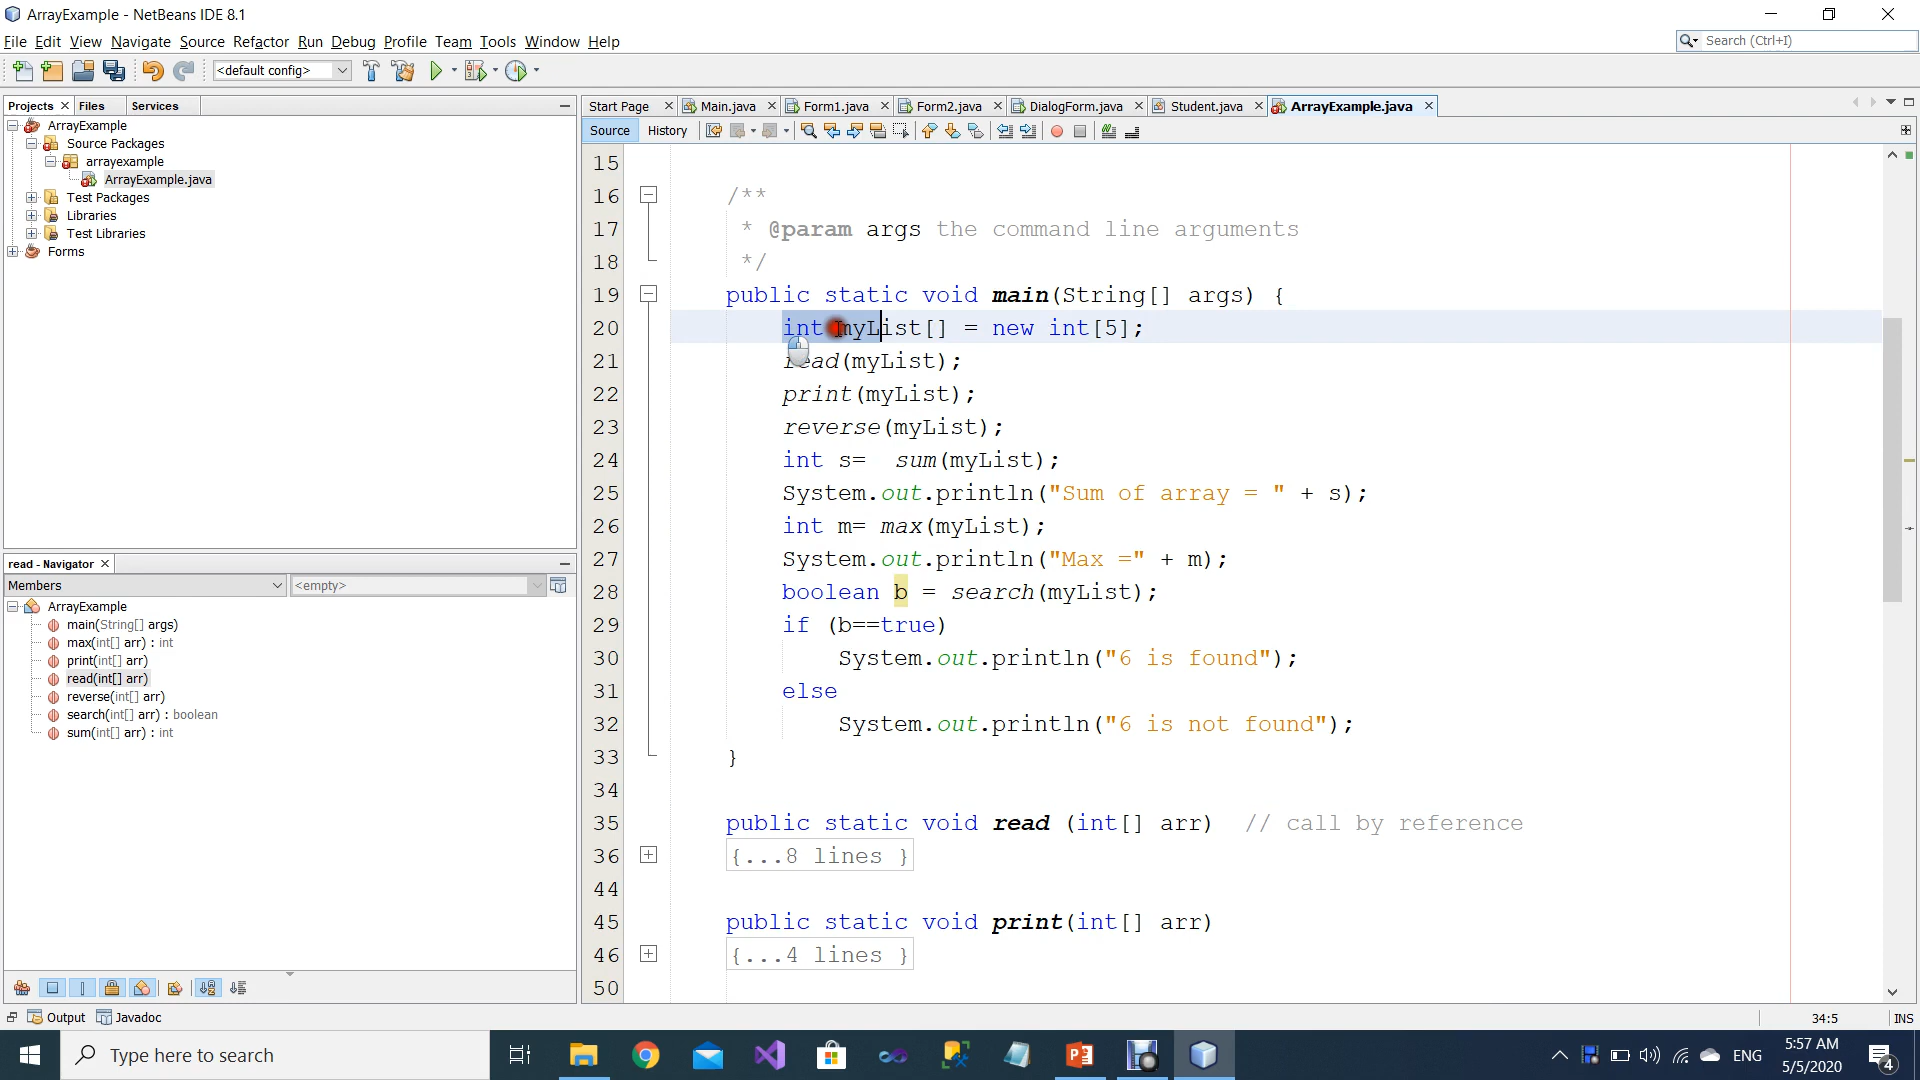 ArrayExample - NetBeans IDE 8.1
File Edit View Navigate Source Refactor Run Debug Profile Team Tools Window Help
Search (Ctrl+I)
<default config>
Projects Files Services
ArrayExample
Source Packages
arrayexample
ArrayExample.java
Test Packages
Libraries
Test Libraries
Forms
read - Navigator
Members <empty>
ArrayExample
main(String[] args)
max(int[] arr) : int
print(int[] arr)
read(int[] arr)
reverse(int[] arr)
search(int[] arr) : boolean
sum(int[] arr) : int
Start Page Main.java Form1.java Form2.java DialogForm.java Student.java ArrayExample.java
Source History
15
16 /**
17 * @param args the command line arguments
18 */
19 public static void main(String[] args) {
20 int myList[] = new int[5];
21 read(myList);
22 print(myList);
23 reverse(myList);
24 int s=  sum(myList);
25 System.out.println("Sum of array = " + s);
26 int m= max(myList);
27 System.out.println("Max =" + m);
28 boolean b = search(myList);
29 if (b==true)
30 System.out.println("6 is found");
31 else
32 System.out.println("6 is not found");
33 }
34
35 public static void read (int[] arr)  // call by reference
36 {...8 lines }
44
45 public static void print(int[] arr)
46 {...4 lines }
50
Output Javadoc
34:5 INS
Type here to search
ENG
5:57 AM
5/5/2020
4